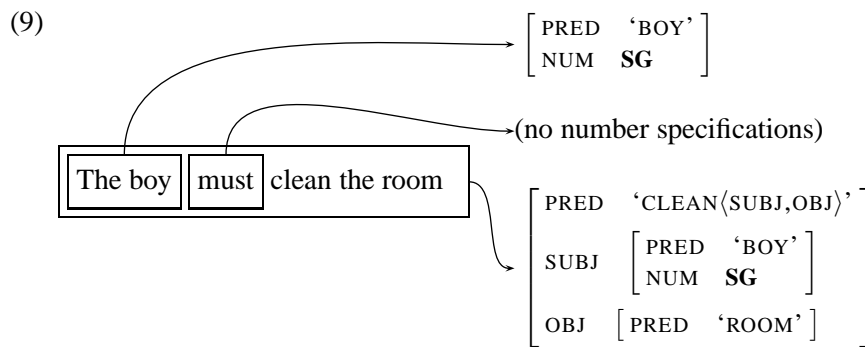 (9)
[ PRED ‘BOY’
NUM SG ]
(no number specifications)
The boy must clean the room
[ PRED ‘CLEAN⟨SUBJ,OBJ⟩’
SUBJ [ PRED ‘BOY’
NUM SG ]
OBJ [ PRED ‘ROOM’ ] ]